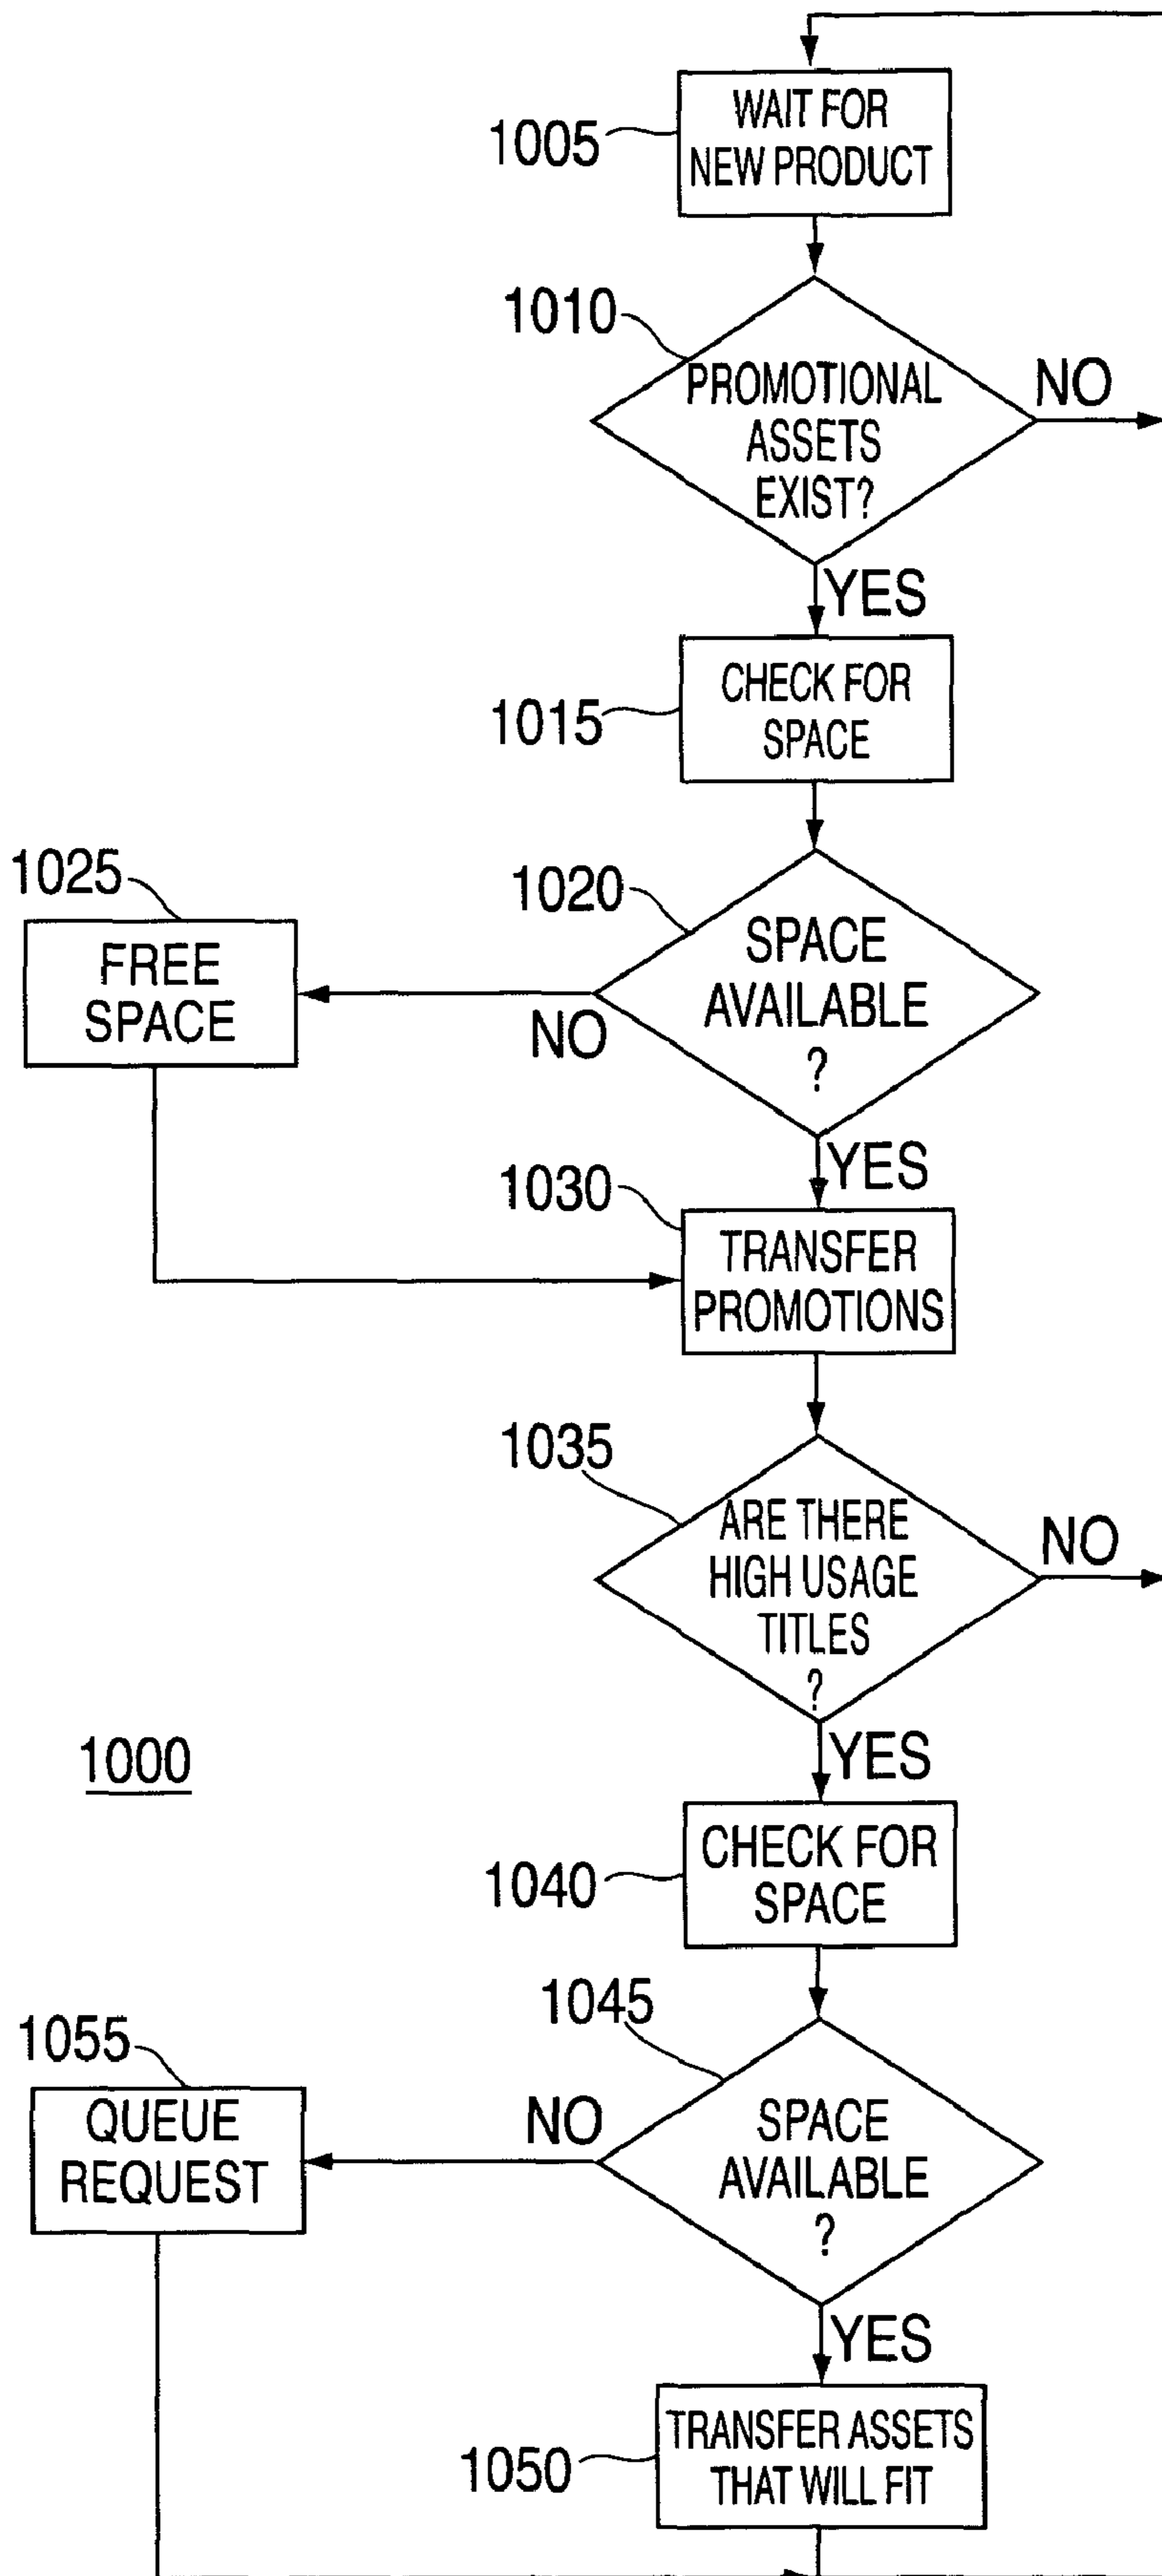 1005
WAIT FOR
NEW PRODUCT
1010
PROMOTIONAL
ASSETS
EXIST?
NO
YES
1015
CHECK FOR
SPACE
1025
FREE
SPACE
1020
SPACE
AVAILABLE
?
NO
YES
1030
TRANSFER
PROMOTIONS
1035
ARE THERE
HIGH USAGE
TITLES
?
NO
YES
1000
1040
CHECK FOR
SPACE
1045
SPACE
AVAILABLE
?
1055
QUEUE
REQUEST
NO
YES
1050
TRANSFER ASSETS
THAT WILL FIT